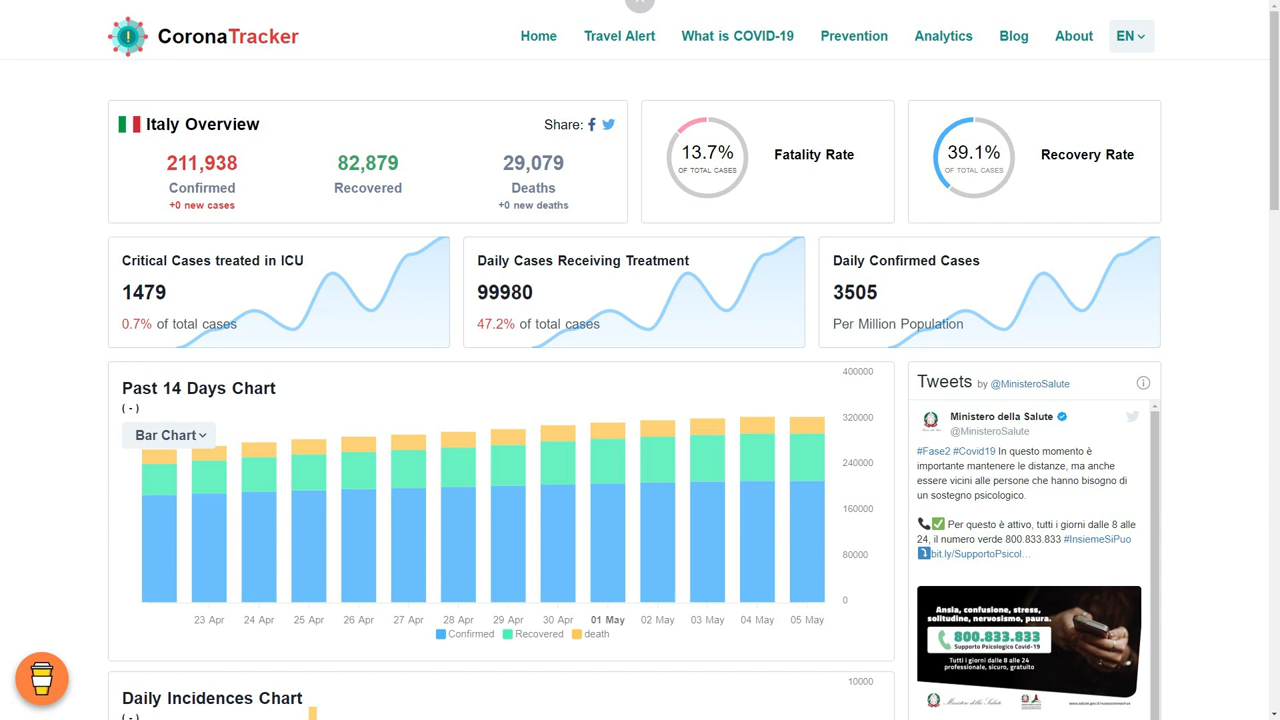 CoronaTracker
Home
Travel Alert
What is COVID-19
Prevention
Analytics
Blog
About
EN
Italy Overview
Share:
211,938
82,879
29,079
Confirmed
Recovered
Deaths
+0 new cases
+0 new deaths
13.7%
OF TOTAL CASES
Fatality Rate
39.1%
OF TOTAL CASES
Recovery Rate
Critical Cases treated in ICU
1479
0.7% of total cases
Daily Cases Receiving Treatment
99980
47.2% of total cases
Daily Confirmed Cases
3505
Per Million Population
Past 14 Days Chart
( - )
Bar Chart
400000
320000
240000
160000
80000
0
23 Apr
24 Apr
25 Apr
26 Apr
27 Apr
28 Apr
29 Apr
30 Apr
01 May
02 May
03 May
04 May
05 May
Confirmed
Recovered
death
Tweets by @MinisteroSalute
Ministero della Salute
@MinisteroSalute
#Fase2 #Covid19 In questo momento è
importante mantenere le distanze, ma anche
essere vicini alle persone che hanno bisogno di
un sostegno psicologico.
Per questo è attivo, tutti i giorni dalle 8 alle
24, il numero verde 800.833.833 #InsiemeSiPuo
bit.ly/SupportoPsicol…
Ansia, confusione, stress,
solitudine, nervosismo, paura.
800.833.833
Supporto Psicologico Covid-19
Tutti i giorni dalle 8 alle 24
professionale, sicuro, gratuito
Ministero della Salute
Daily Incidences Chart
( - )
10000